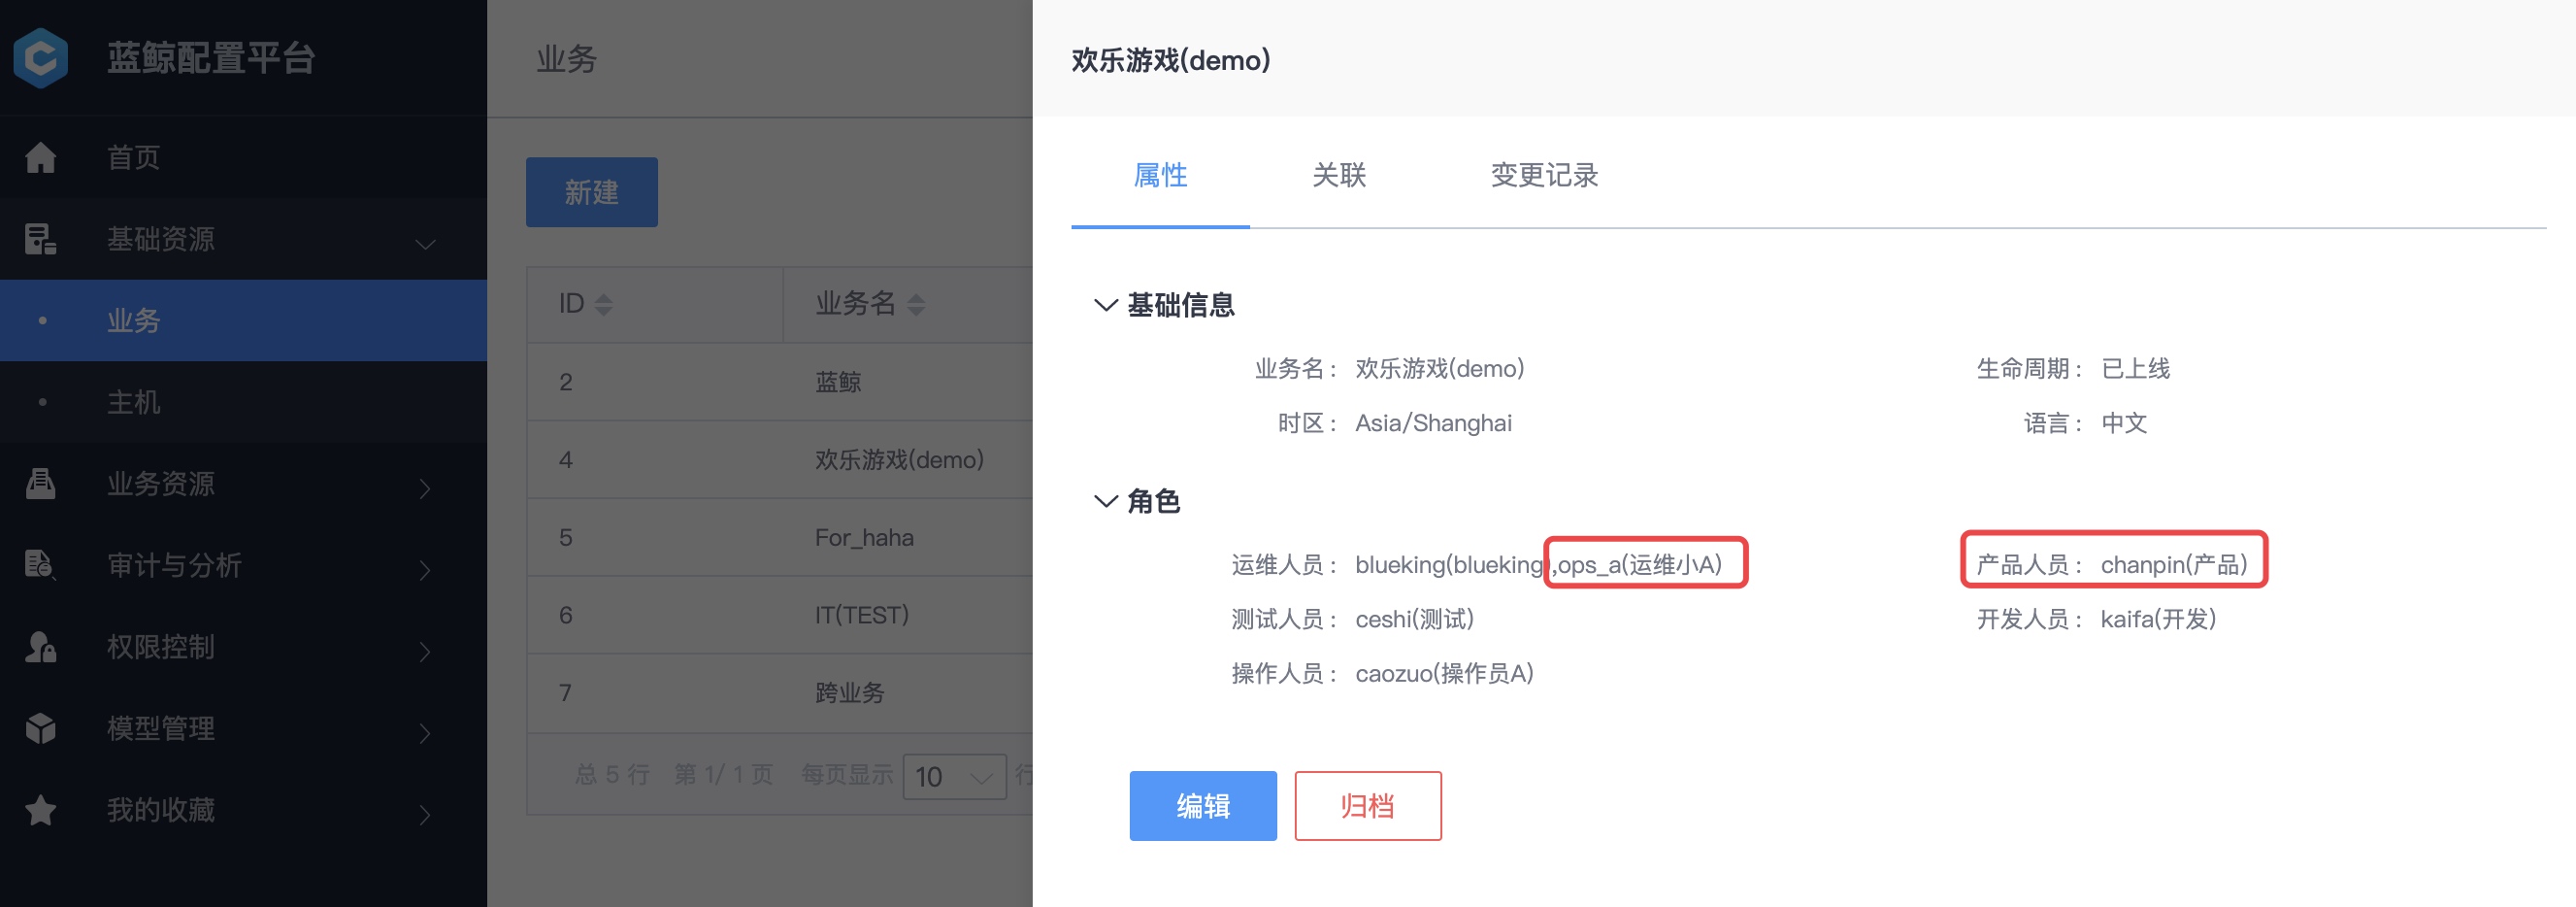 蓝鲸配置平台
首页
基础资源
业务
主机
业务资源
审计与分析
权限控制
模型管理
我的收藏
业务
新建
ID 业务名
2 蓝鲸
4 欢乐游戏(demo)
5 For_haha
6 IT(TEST)
7 跨业务
总 5 行 第 1/ 1 页 每页显示 10 行
欢乐游戏(demo)
属性 关联 变更记录
基础信息
业务名： 欢乐游戏(demo) 生命周期： 已上线
时区： Asia/Shanghai 语言： 中文
角色
运维人员： blueking(blueking),ops_a(运维小A) 产品人员： chanpin(产品)
测试人员： ceshi(测试) 开发人员： kaifa(开发)
操作人员： caozuo(操作员A)
编辑 归档